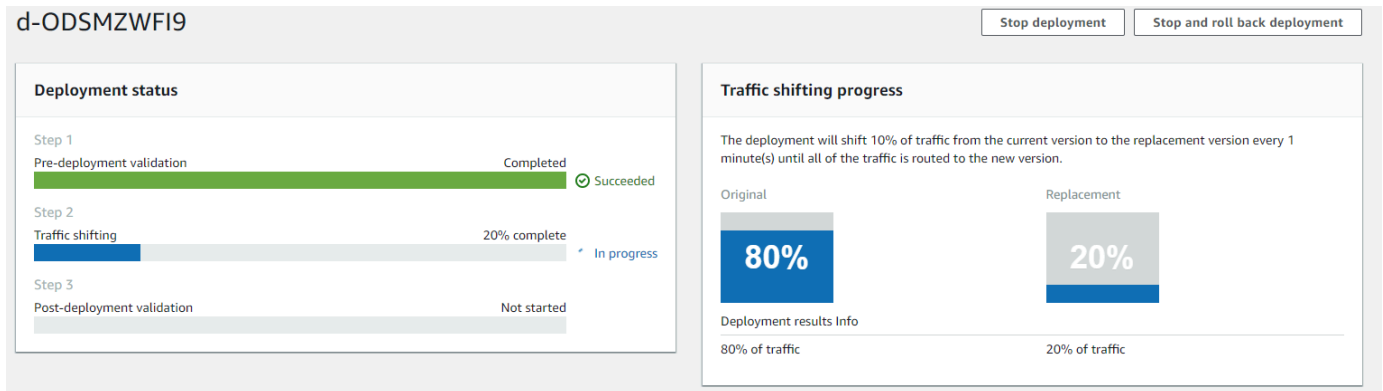 d-ODSMZWFI9
Stop deployment
Stop and roll back deployment
Deployment status
Step 1
Pre-deployment validation
Completed
Succeeded
Step 2
Traffic shifting
20% complete
In progress
Step 3
Post-deployment validation
Not started
Traffic shifting progress
The deployment will shift 10% of traffic from the current version to the replacement version every 1
minute(s) until all of the traffic is routed to the new version.
Original
Replacement
80%
20%
Deployment results Info
80% of traffic
20% of traffic